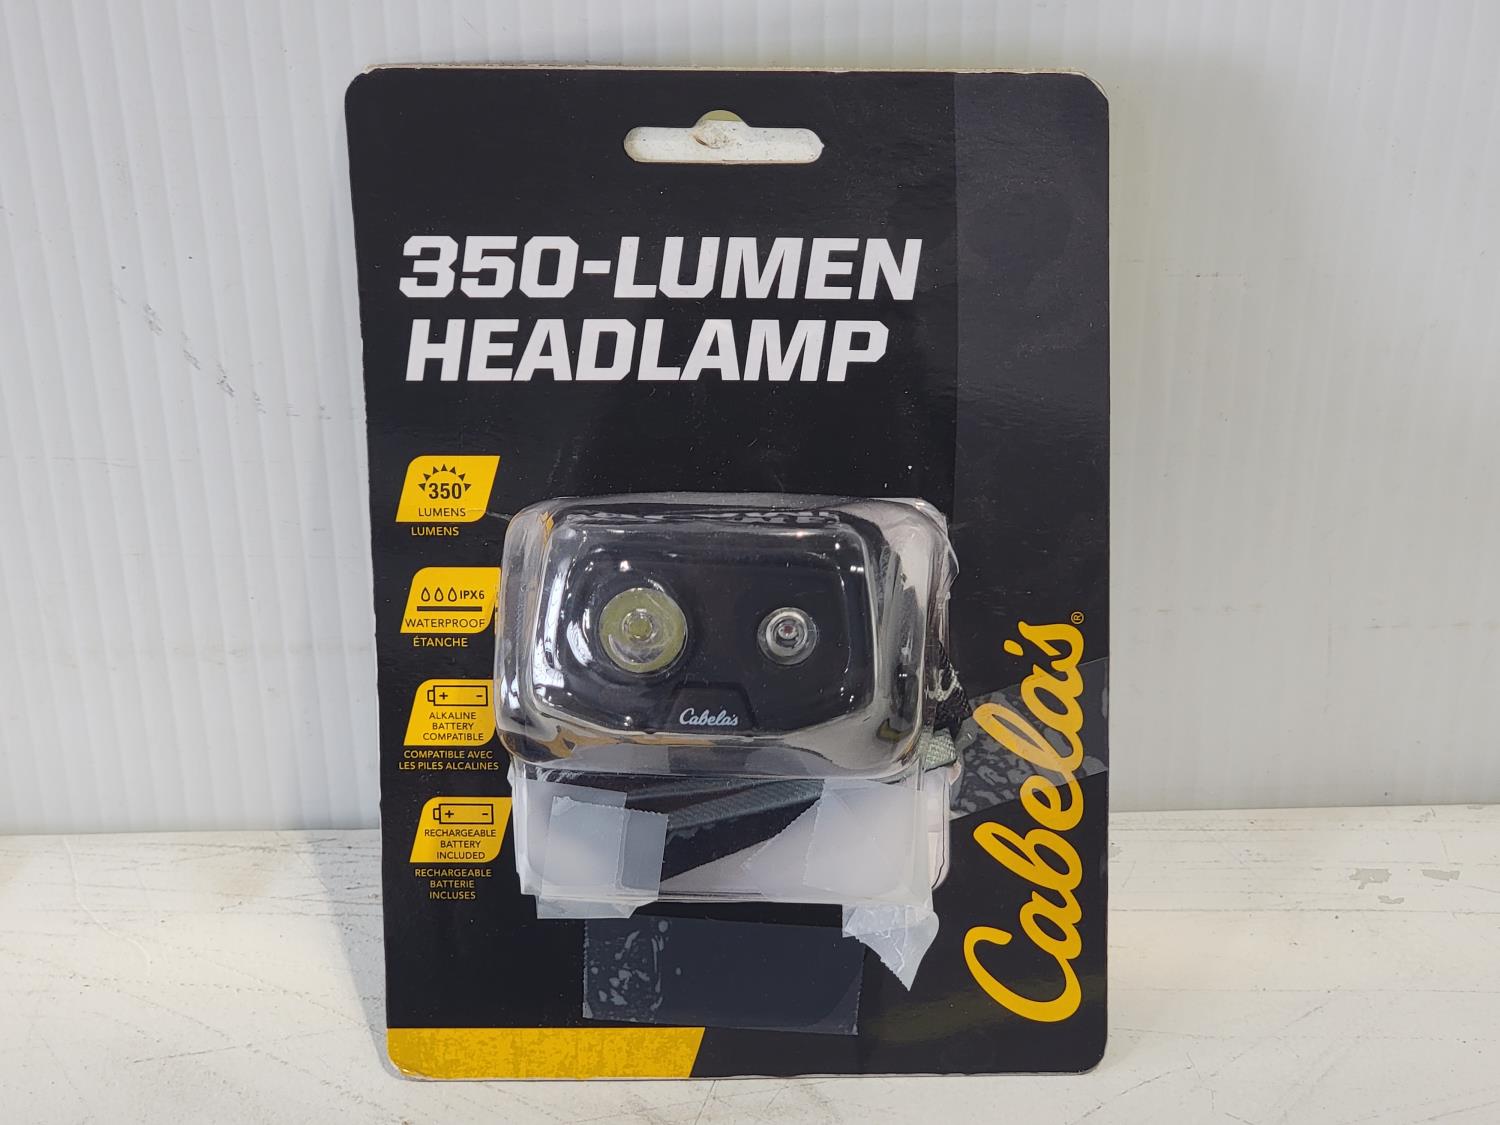 350-LUMEN
HEADLAMP
350
LUMENS
LUMENS
IPX6
WATERPROOF
ÉTANCHE
ALKALINE
BATTERY
COMPATIBLE
COMPATIBLE AVEC
LES PILES ALCALINES
RECHARGEABLE
BATTERY
INCLUDED
RECHARGEABLE
BATTERIE
INCLUSES
Cabela's
Cabela's®